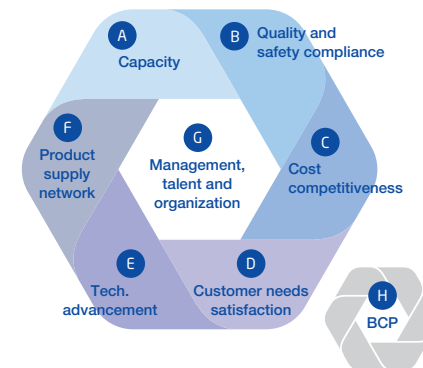 A
Capacity
B
Quality and
safety compliance
C
Cost
competitiveness
D
Customer needs
satisfaction
E
Tech.
advancement
F
Product
supply
network
G
Management,
talent and
organization
H
BCP